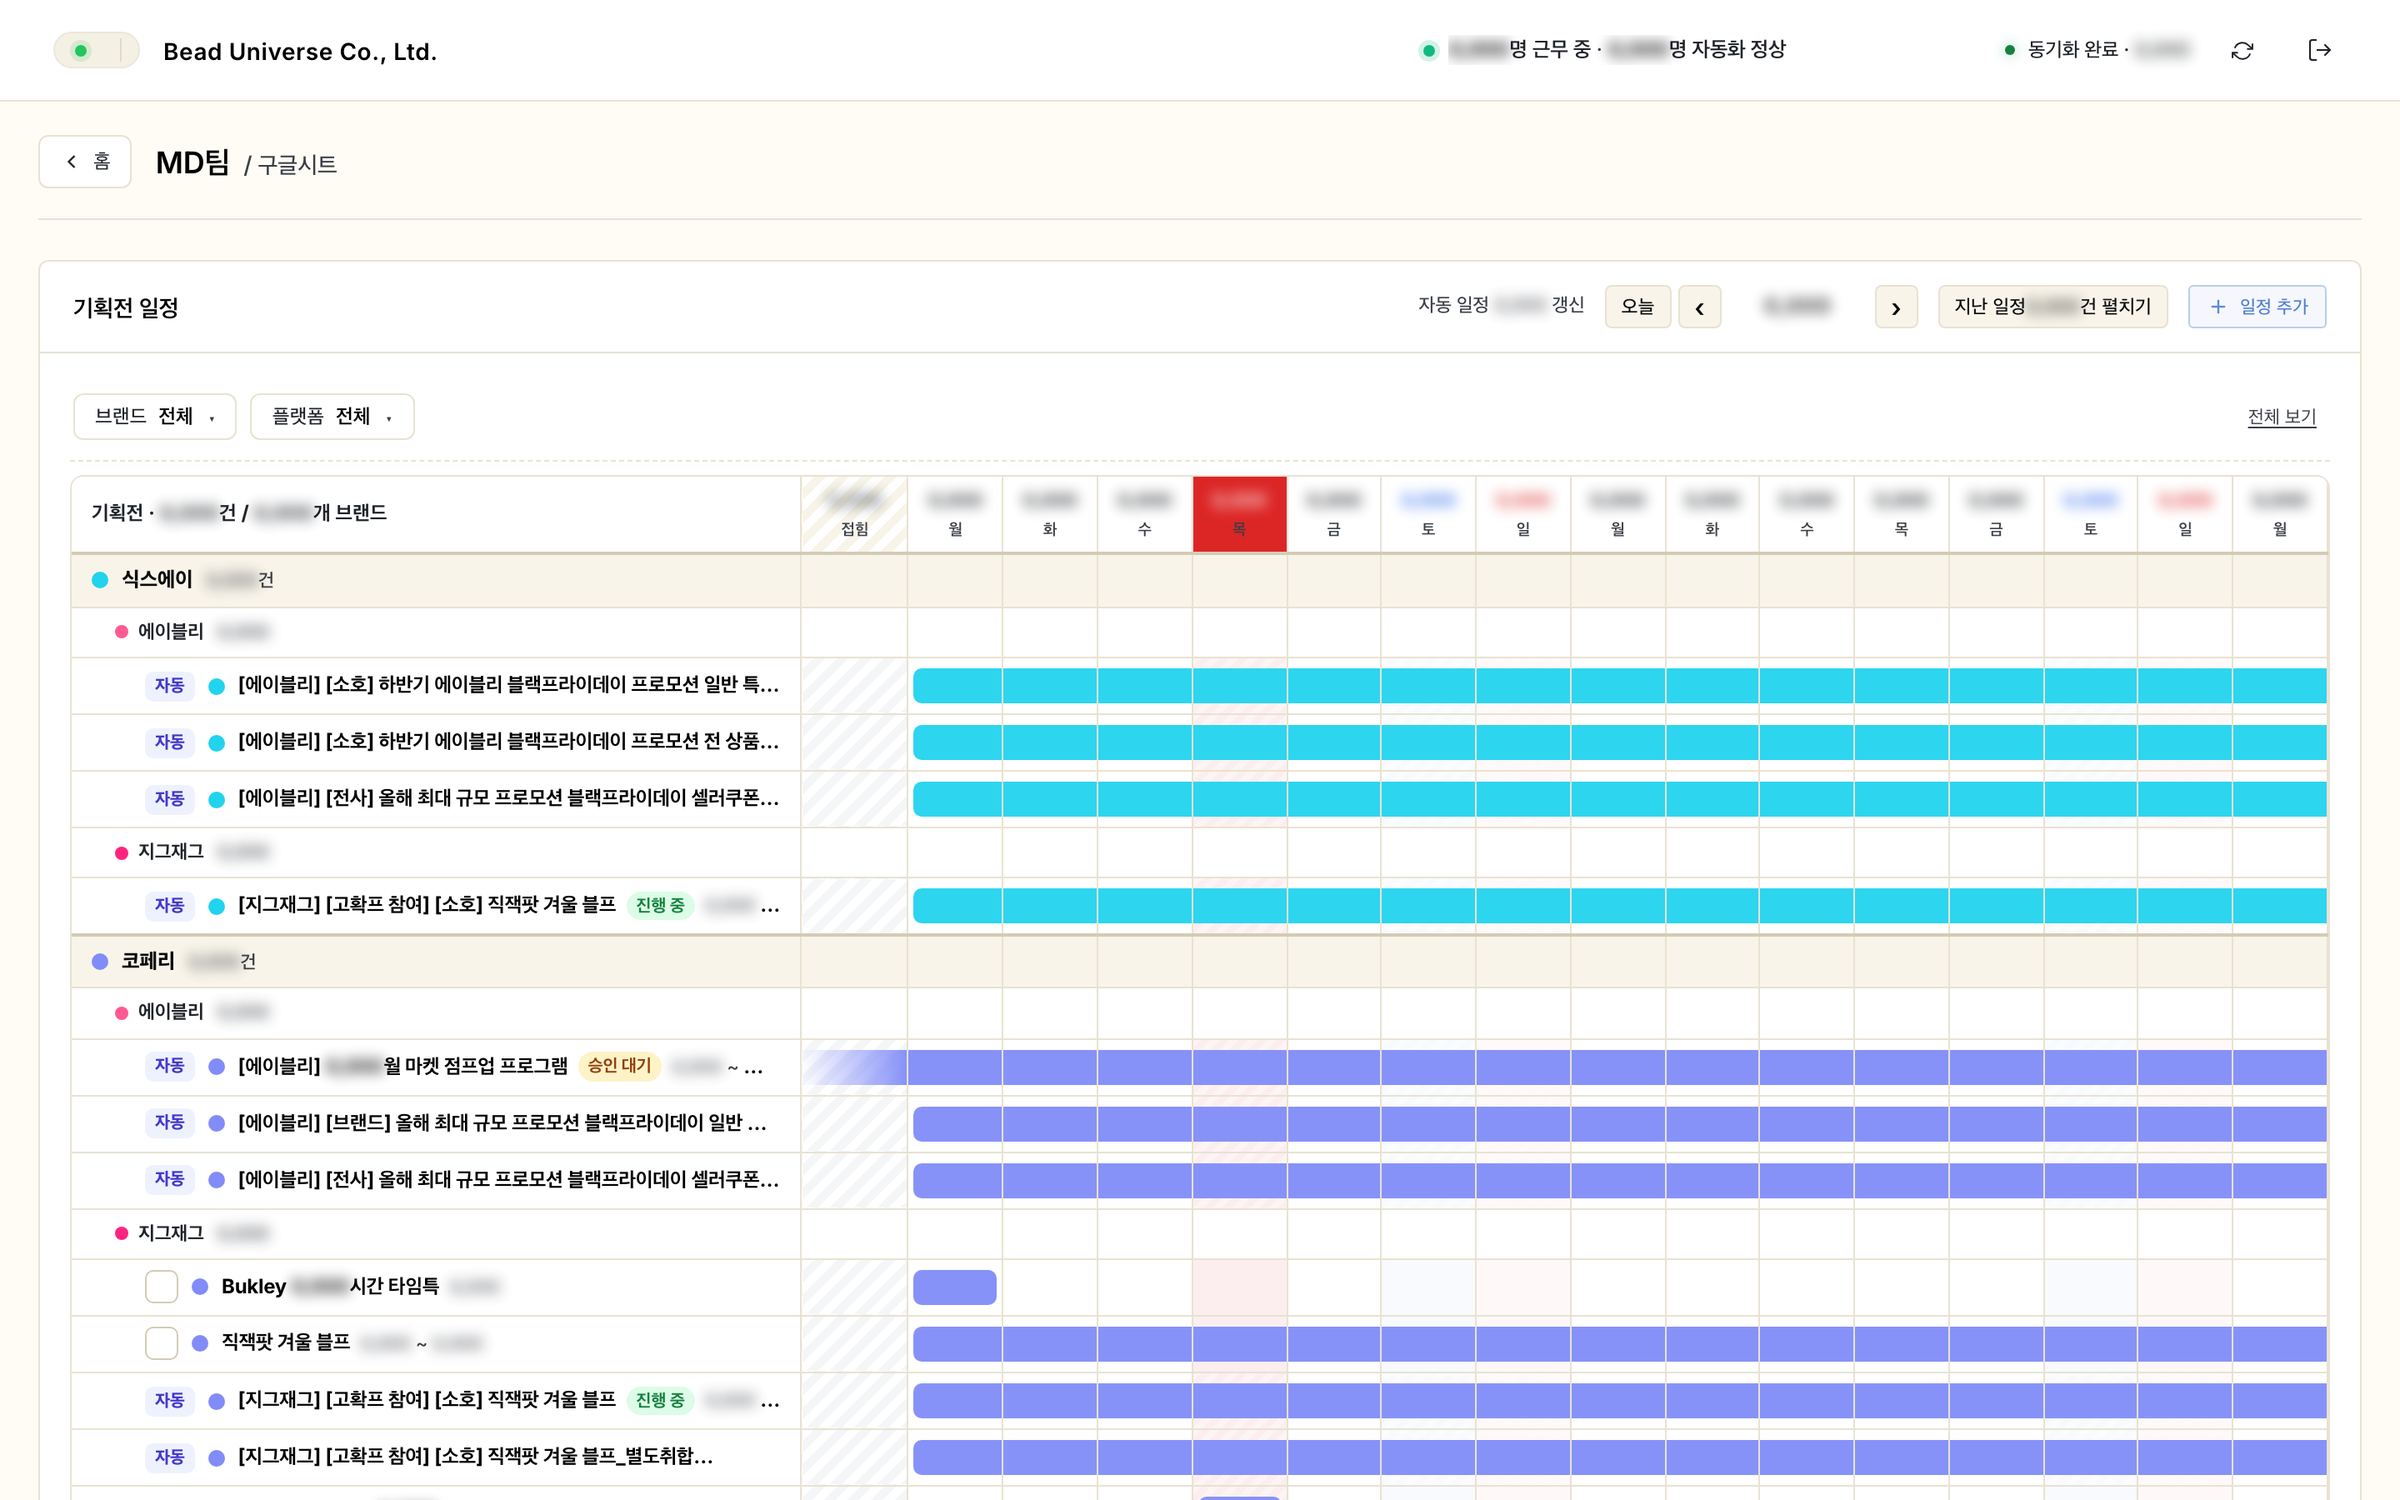 Bead Universe Co., Ltd.
명 근무 중 · 명 자동화 정상
동기화 완료 ·
홈
MD팀 / 구글시트
기획전 일정
자동 일정 갱신
오늘
지난 일정 건 펼치기
+ 일정 추가
브랜드 전체
플랫폼 전체
전체 보기
기획전 · 건 / 개 브랜드
접힘 월 화 수 목 금 토 일 월 화 수 목 금 토 일 월
식스에이 건
에이블리
자동 [에이블리] [소호] 하반기 에이블리 블랙프라이데이 프로모션 일반 특...
자동 [에이블리] [소호] 하반기 에이블리 블랙프라이데이 프로모션 전 상품...
자동 [에이블리] [전사] 올해 최대 규모 프로모션 블랙프라이데이 셀러쿠폰...
지그재그
자동 [지그재그] [고확프 참여] [소호] 직잭팟 겨울 블프 진행 중 ...
코페리 건
에이블리
자동 [에이블리] 월 마켓 점프업 프로그램 승인 대기 ~ ...
자동 [에이블리] [브랜드] 올해 최대 규모 프로모션 블랙프라이데이 일반 ...
자동 [에이블리] [전사] 올해 최대 규모 프로모션 블랙프라이데이 셀러쿠폰...
지그재그
Bukley 시간 타임특
직잭팟 겨울 블프 ~
자동 [지그재그] [고확프 참여] [소호] 직잭팟 겨울 블프 진행 중 ...
자동 [지그재그] [고확프 참여] [소호] 직잭팟 겨울 블프_별도취합...